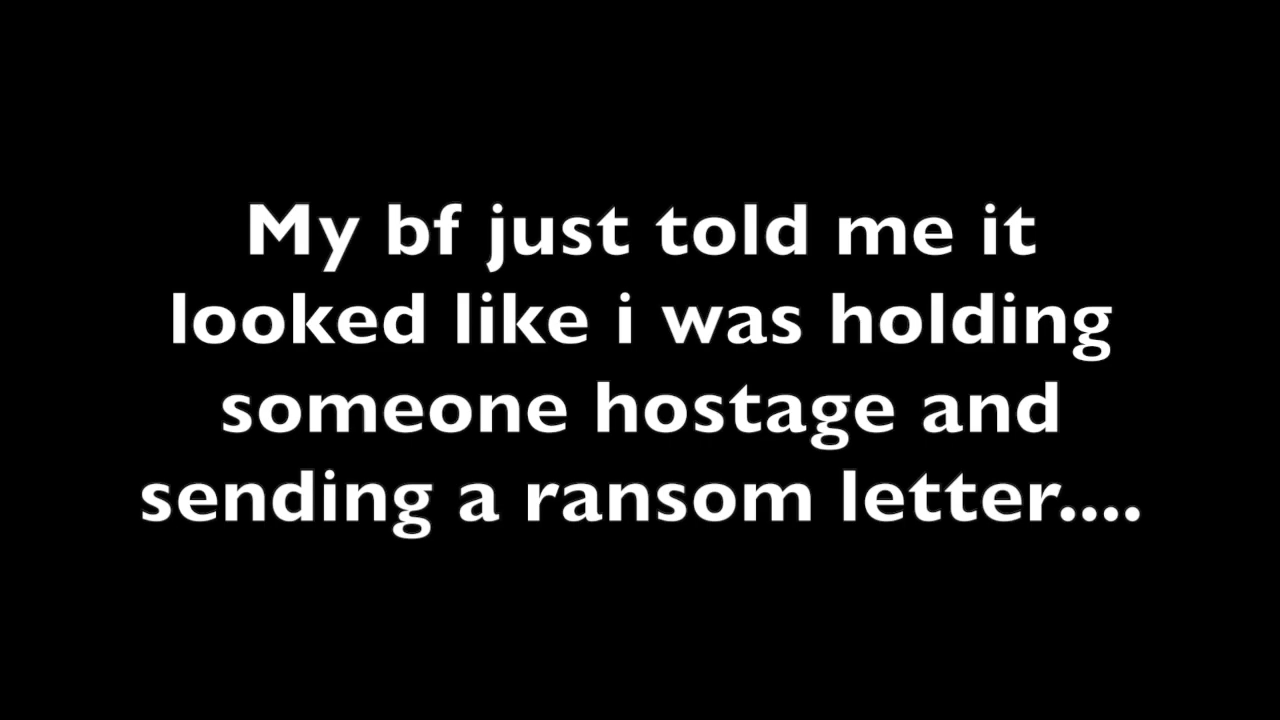 My bf just told me it
looked like i was holding
someone hostage and
sending a ransom letter....